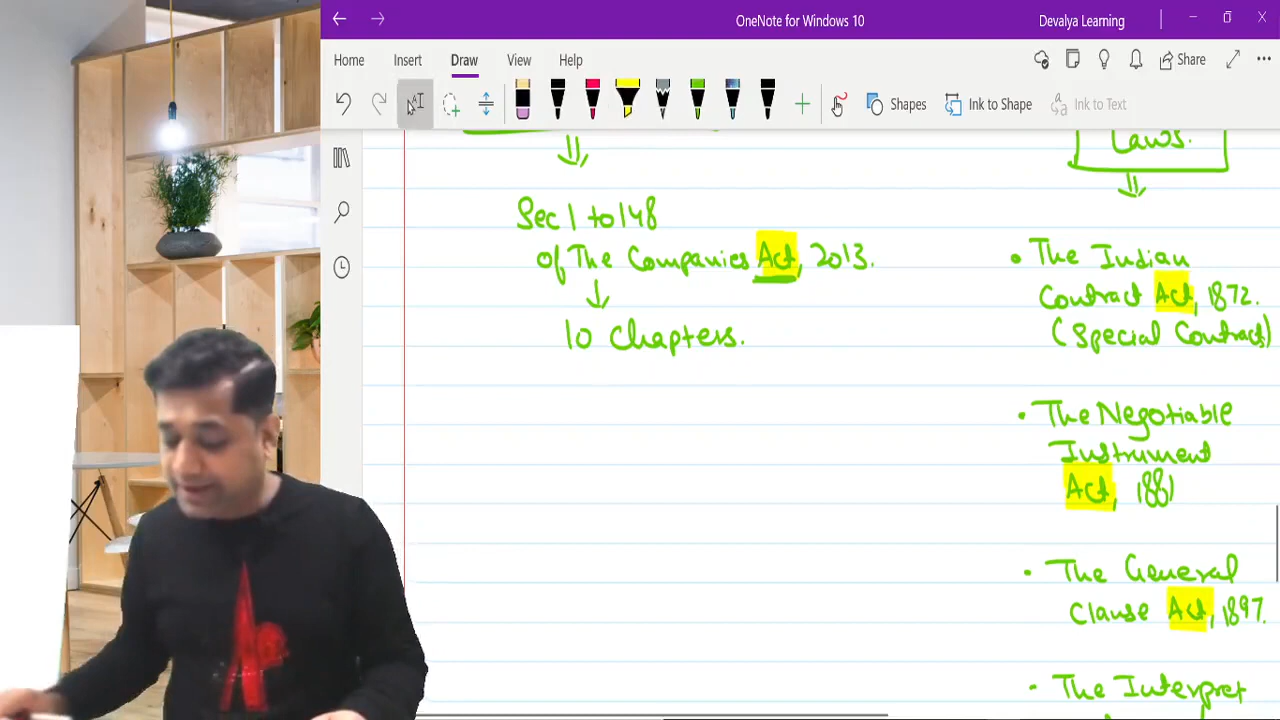 OneNote for Windows 10
Devalya Learning
Home
Insert
Draw
View
Help
Share
Shapes
Ink to Shape
Ink to Text
Sec 1 to 148
of The Companies Act, 2013.
10 Chapters.
Laws.
• The Indian
Contract Act, 1872.
(Special Contract)
• The Negotiable
Instrument
Act, 1881
• The General
Clause Act, 1897.
• The Interpret